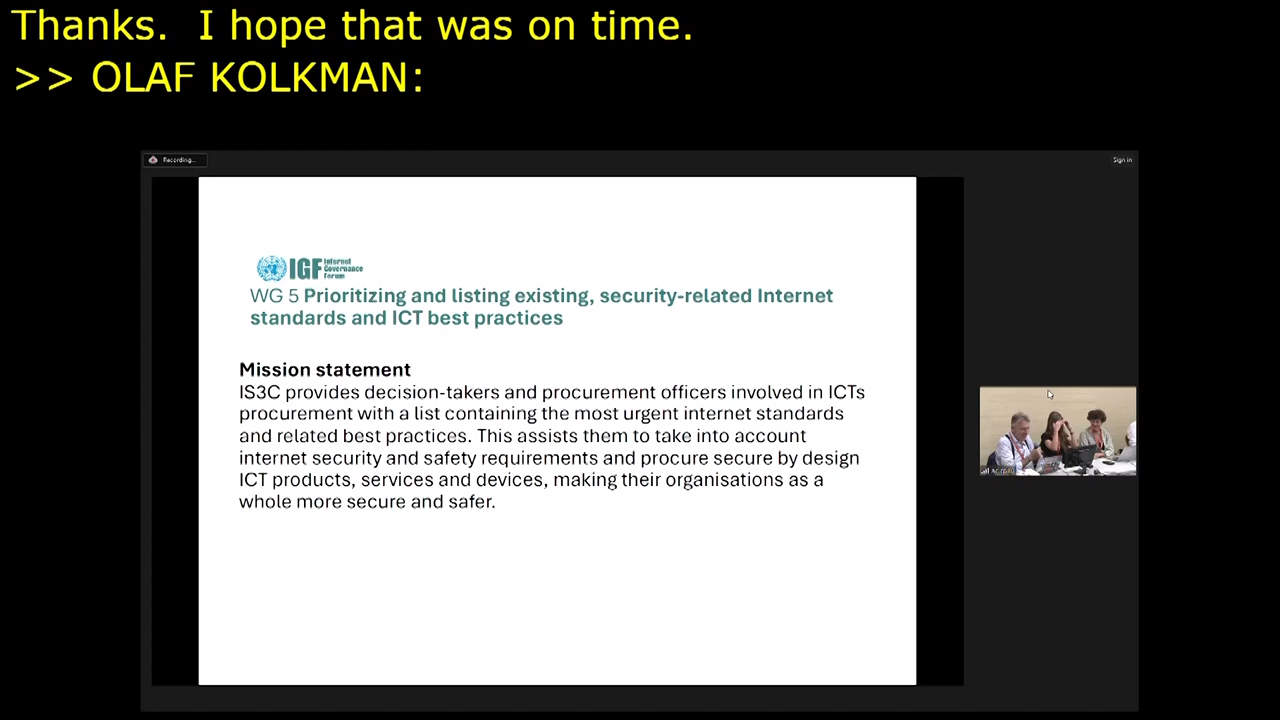 Thanks.  I hope that was on time.
>> OLAF KOLKMAN:
Recording...
Sign in
IGF Internet
Governance
Forum
WG 5 Prioritizing and listing existing, security-related Internet
standards and ICT best practices
Mission statement
IS3C provides decision-takers and procurement officers involved in ICTs
procurement with a list containing the most urgent internet standards
and related best practices. This assists them to take into account
internet security and safety requirements and procure secure by design
ICT products, services and devices, making their organisations as a
whole more secure and safer.